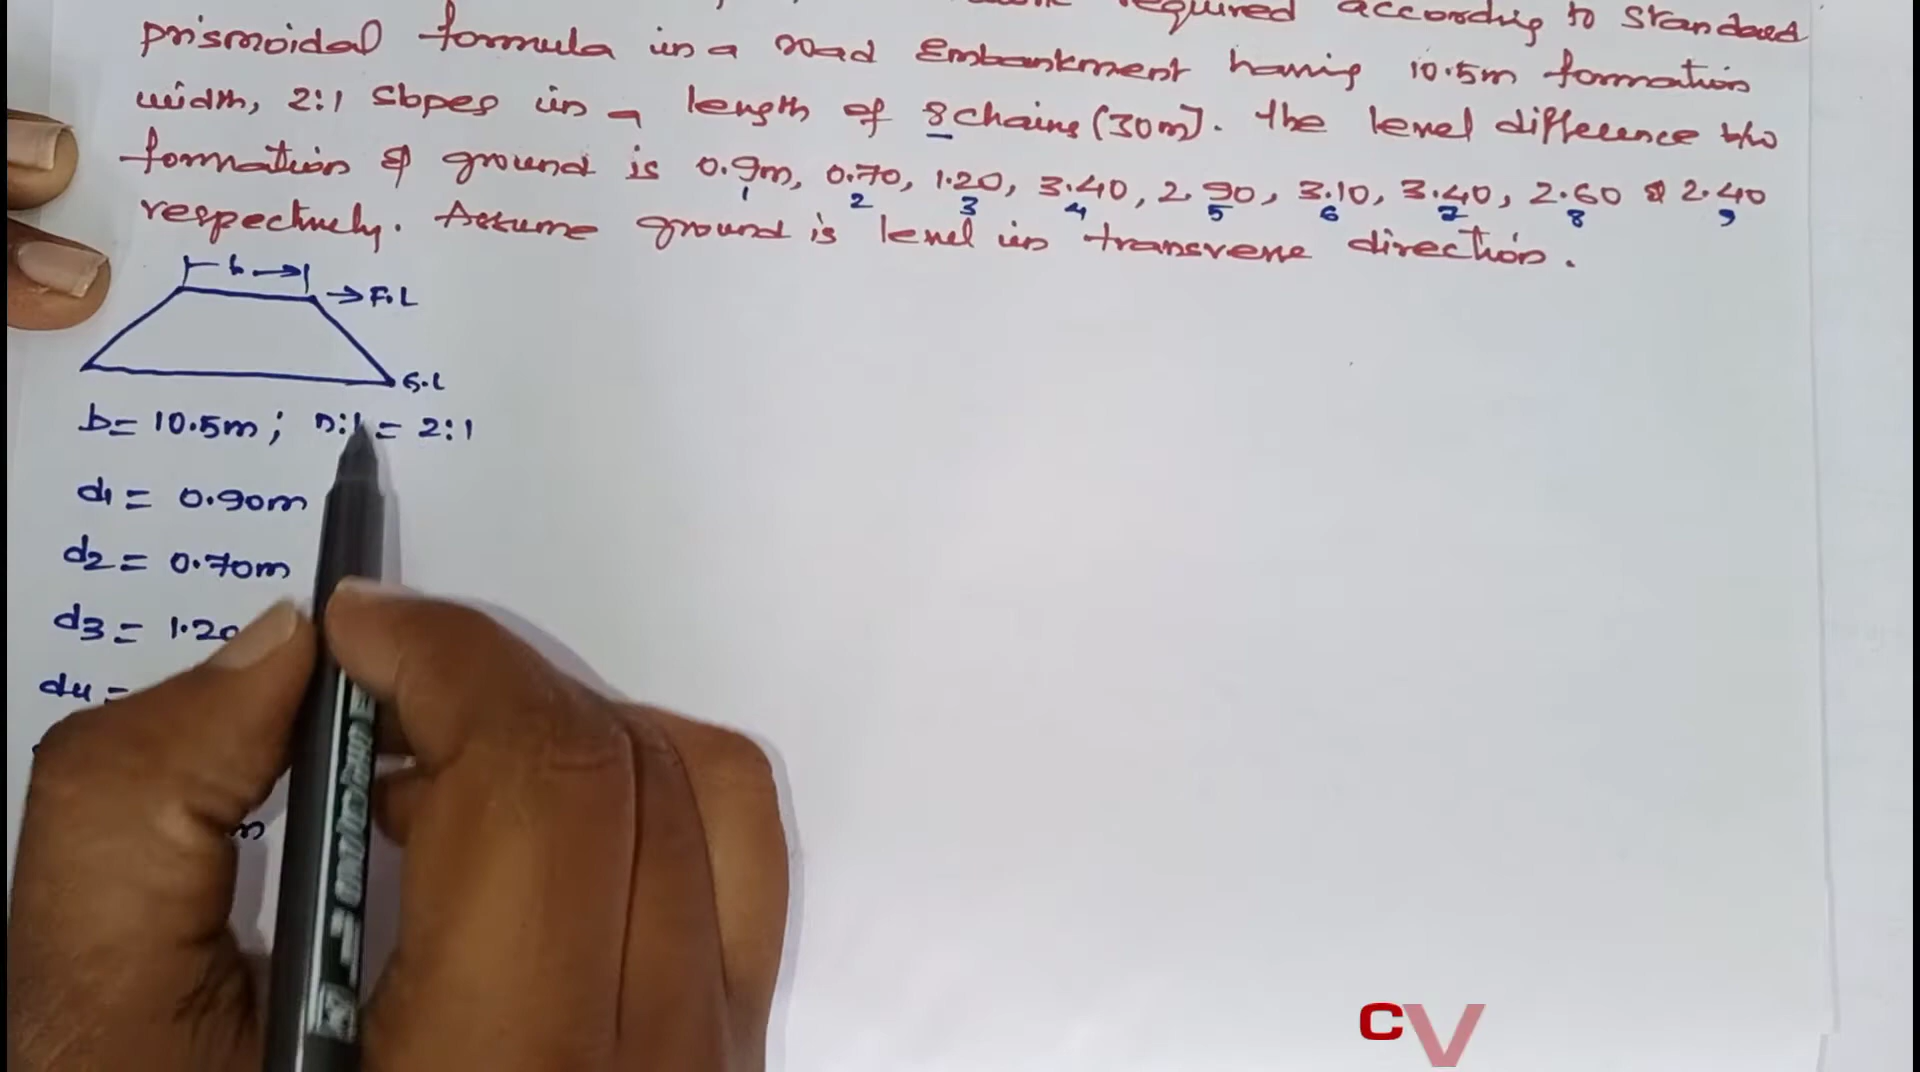 required according to standard
prismoidal formula in a road Embankment having 10.5m formation
width, 2:1 slopes in a length of 8 chains (30m). The level difference b/w
formation & ground is 0.9m, 0.70, 1.20, 3.40, 2.90, 3.10, 3.40, 2.60 & 2.40
1 2 3 4 5 6 7 8 9
respectively. Assume ground is level in transverse direction.
b
F.L
G.L
b= 10.5m; n:1 = 2:1
d1 = 0.90m
d2 = 0.70m
d3 = 1.20
d4 =
m
CV